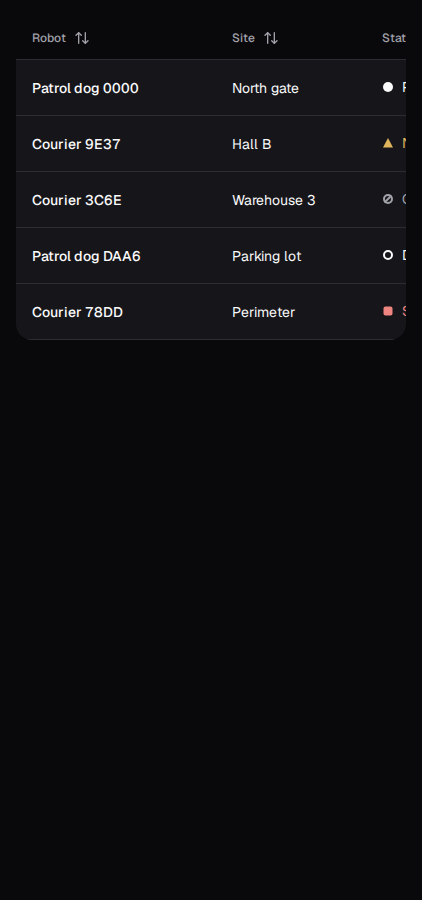 Robot Site
Patrol dog 0000 North gate
Courier 9E37 Hall B
Courier 3C6E Warehouse 3
Patrol dog DAA6 Parking lot
Courier 78DD Perimeter